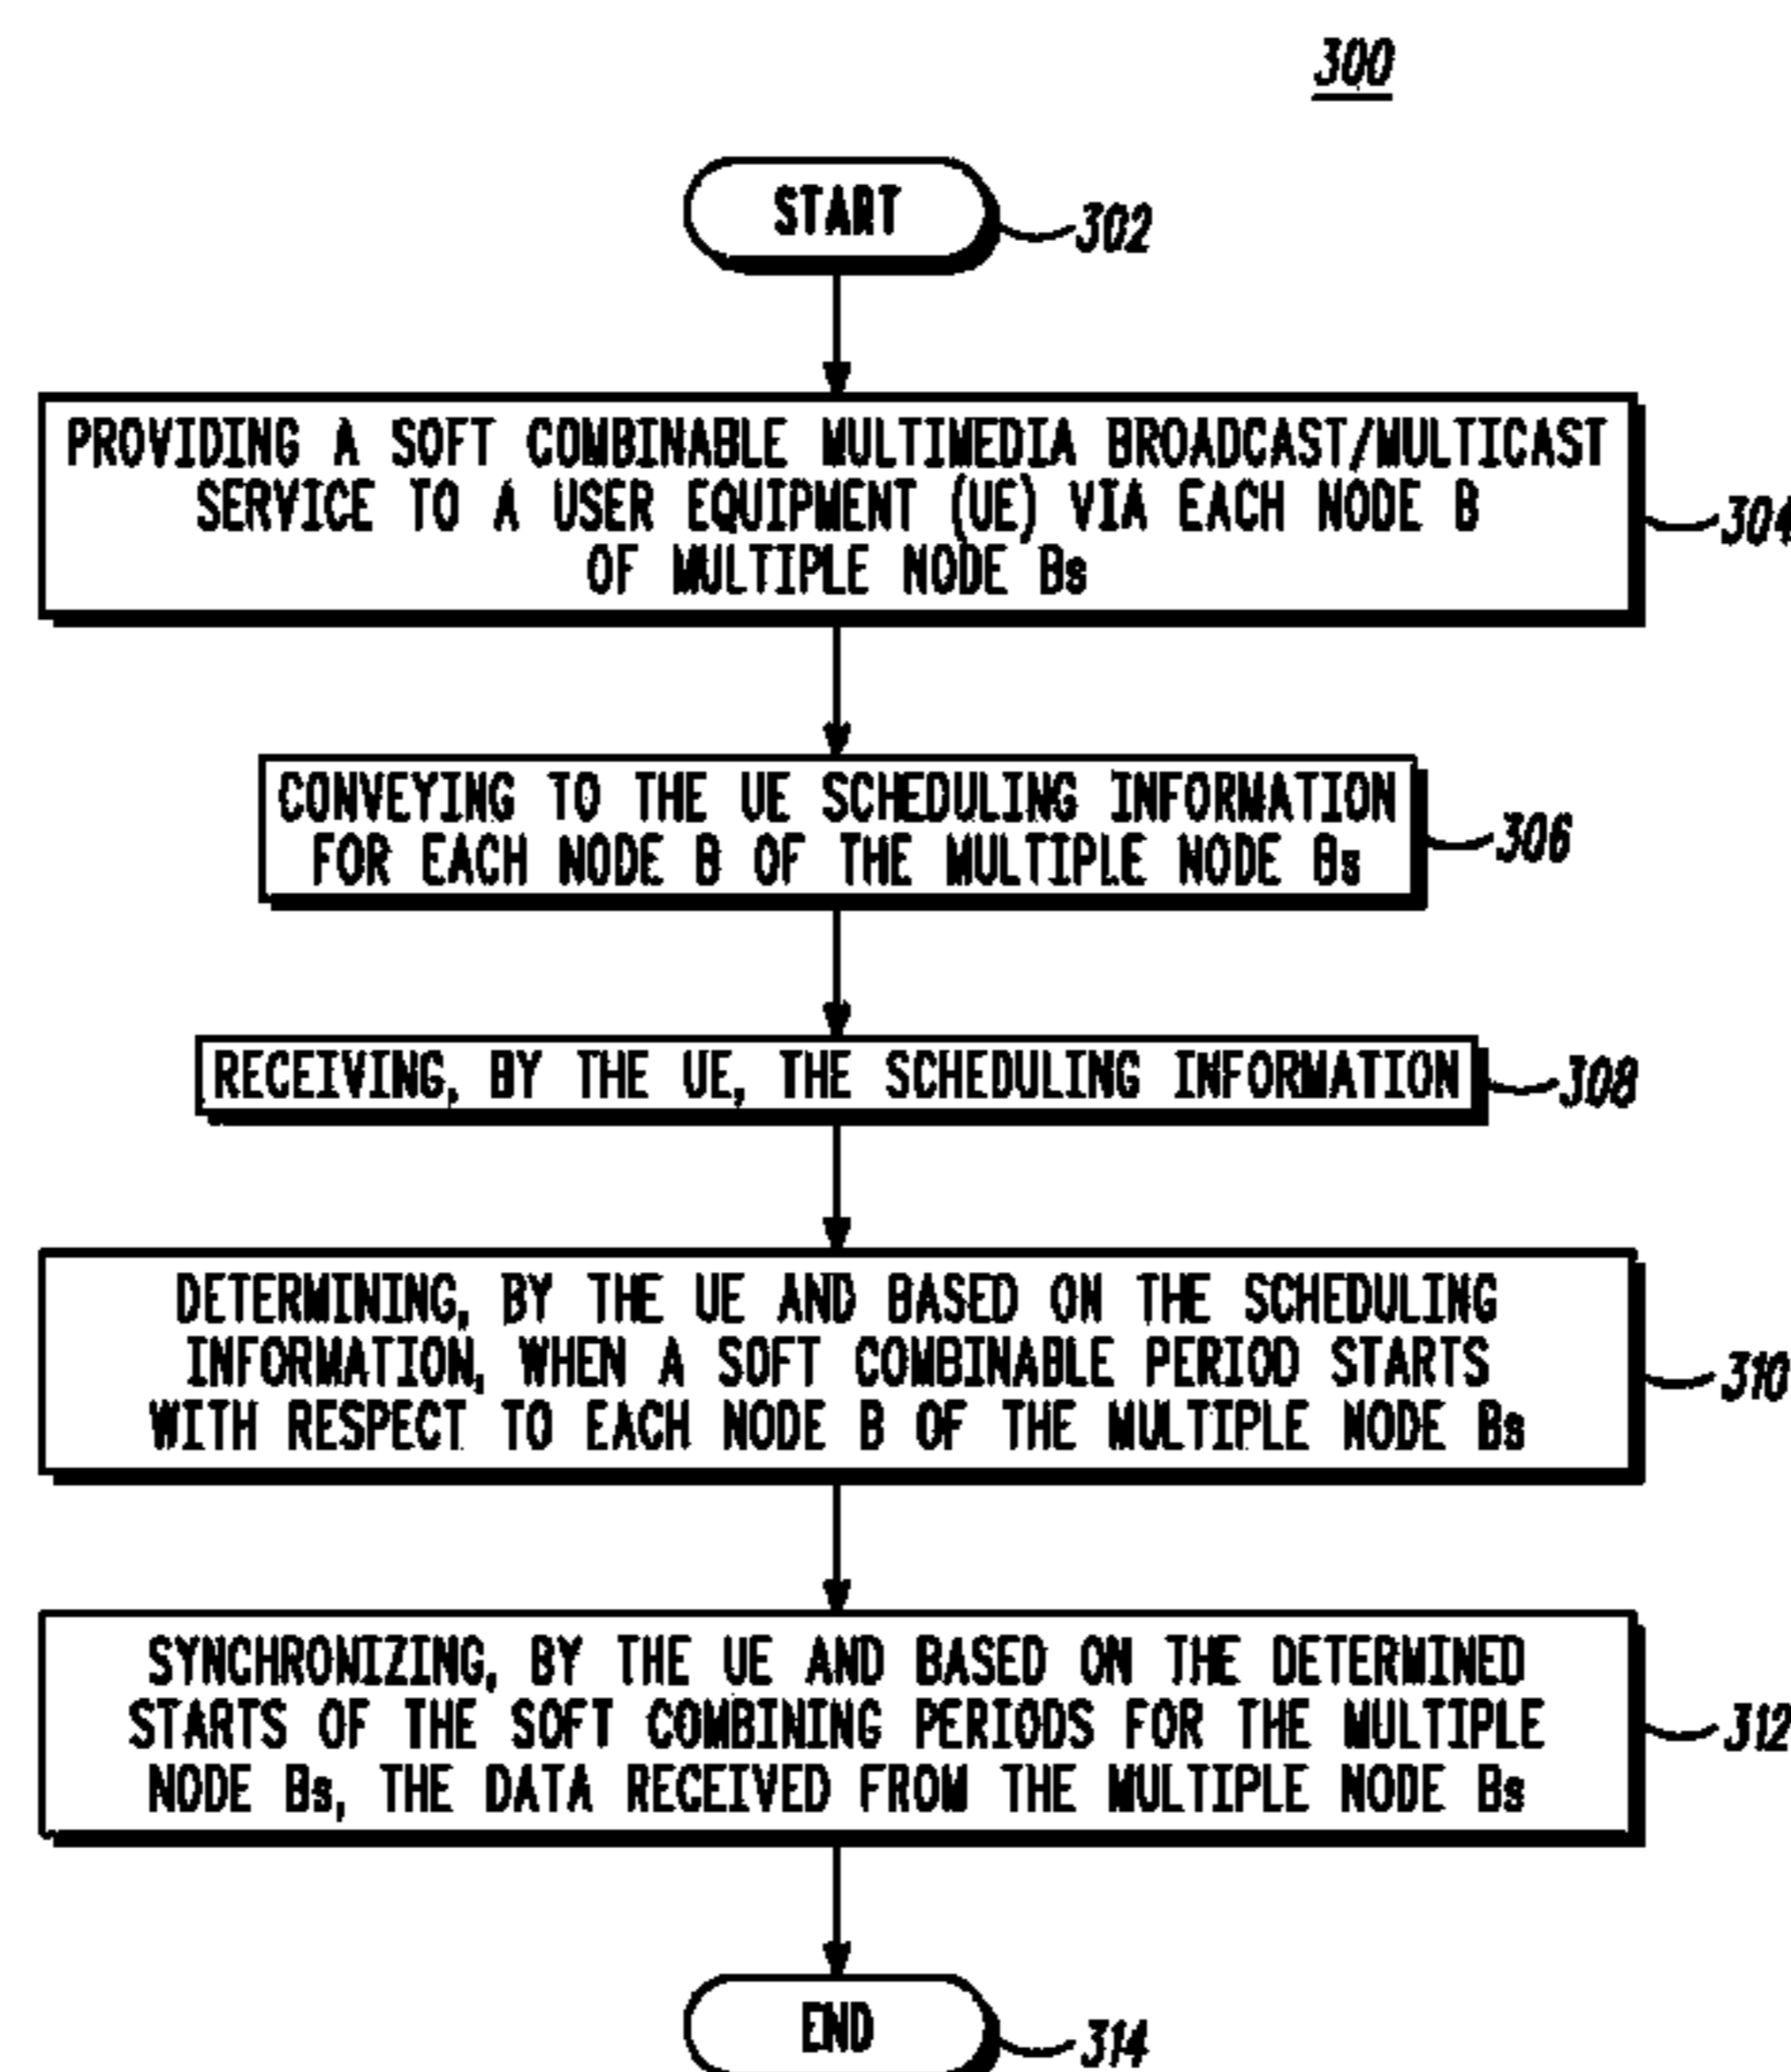 300
START
302
PROVIDING A SOFT COMBINABLE MULTIMEDIA BROADCAST/MULTICAST
SERVICE TO A USER EQUIPMENT (UE) VIA EACH NODE B
OF MULTIPLE NODE Bs
304
CONVEYING TO THE UE SCHEDULING INFORMATION
FOR EACH NODE B OF THE MULTIPLE NODE Bs
306
RECEIVING, BY THE UE, THE SCHEDULING INFORMATION
308
DETERMINING, BY THE UE AND BASED ON THE SCHEDULING
INFORMATION, WHEN A SOFT COMBINABLE PERIOD STARTS
WITH RESPECT TO EACH NODE B OF THE MULTIPLE NODE Bs
310
SYNCHRONIZING, BY THE UE AND BASED ON THE DETERMINED
STARTS OF THE SOFT COMBINING PERIODS FOR THE MULTIPLE
NODE Bs, THE DATA RECEIVED FROM THE MULTIPLE NODE Bs
312
END
314